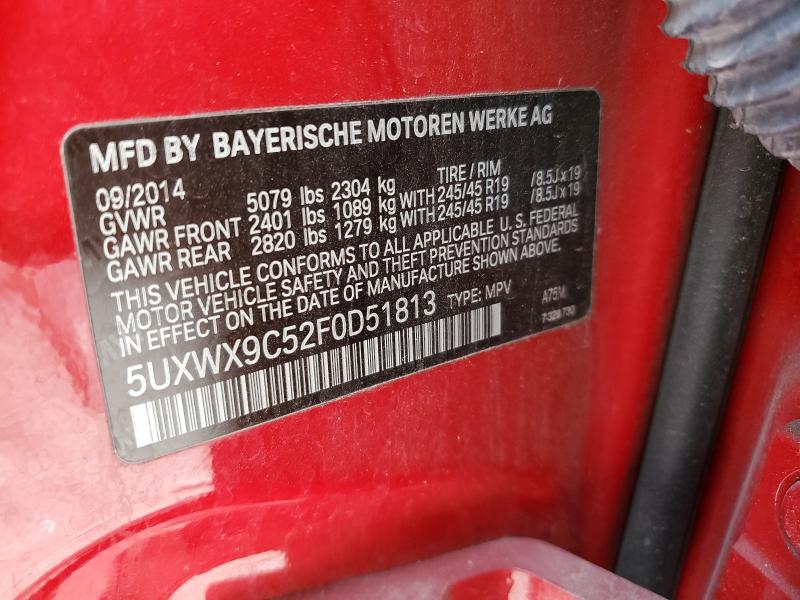 MFD BY BAYERISCHE MOTOREN WERKE AG
09/2014 TIRE / RIM
GVWR 5079 lbs 2304 kg
GAWR FRONT 2401 lbs 1089 kg WITH 245/45 R19 /8.5J x 19
GAWR REAR 2820 lbs 1279 kg WITH 245/45 R19 /8.5J x 19
THIS VEHICLE CONFORMS TO ALL APPLICABLE U. S. FEDERAL
MOTOR VEHICLE SAFETY AND THEFT PREVENTION STANDARDS
IN EFFECT ON THE DATE OF MANUFACTURE SHOWN ABOVE.
5UXWX9C52F0D51813 TYPE: MPV A75M
7 328 730